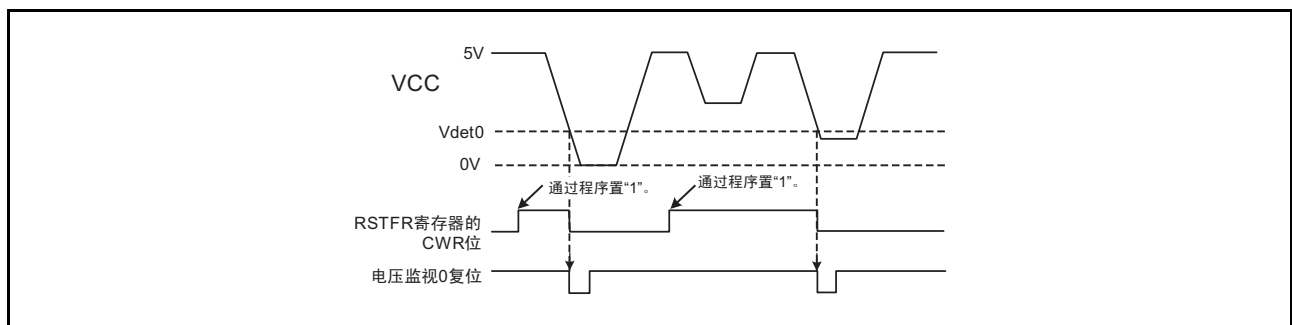 5V
VCC
Vdet0
0V
通过程序置“1”。
通过程序置“1”。
RSTFR寄存器的
CWR位
电压监视0复位